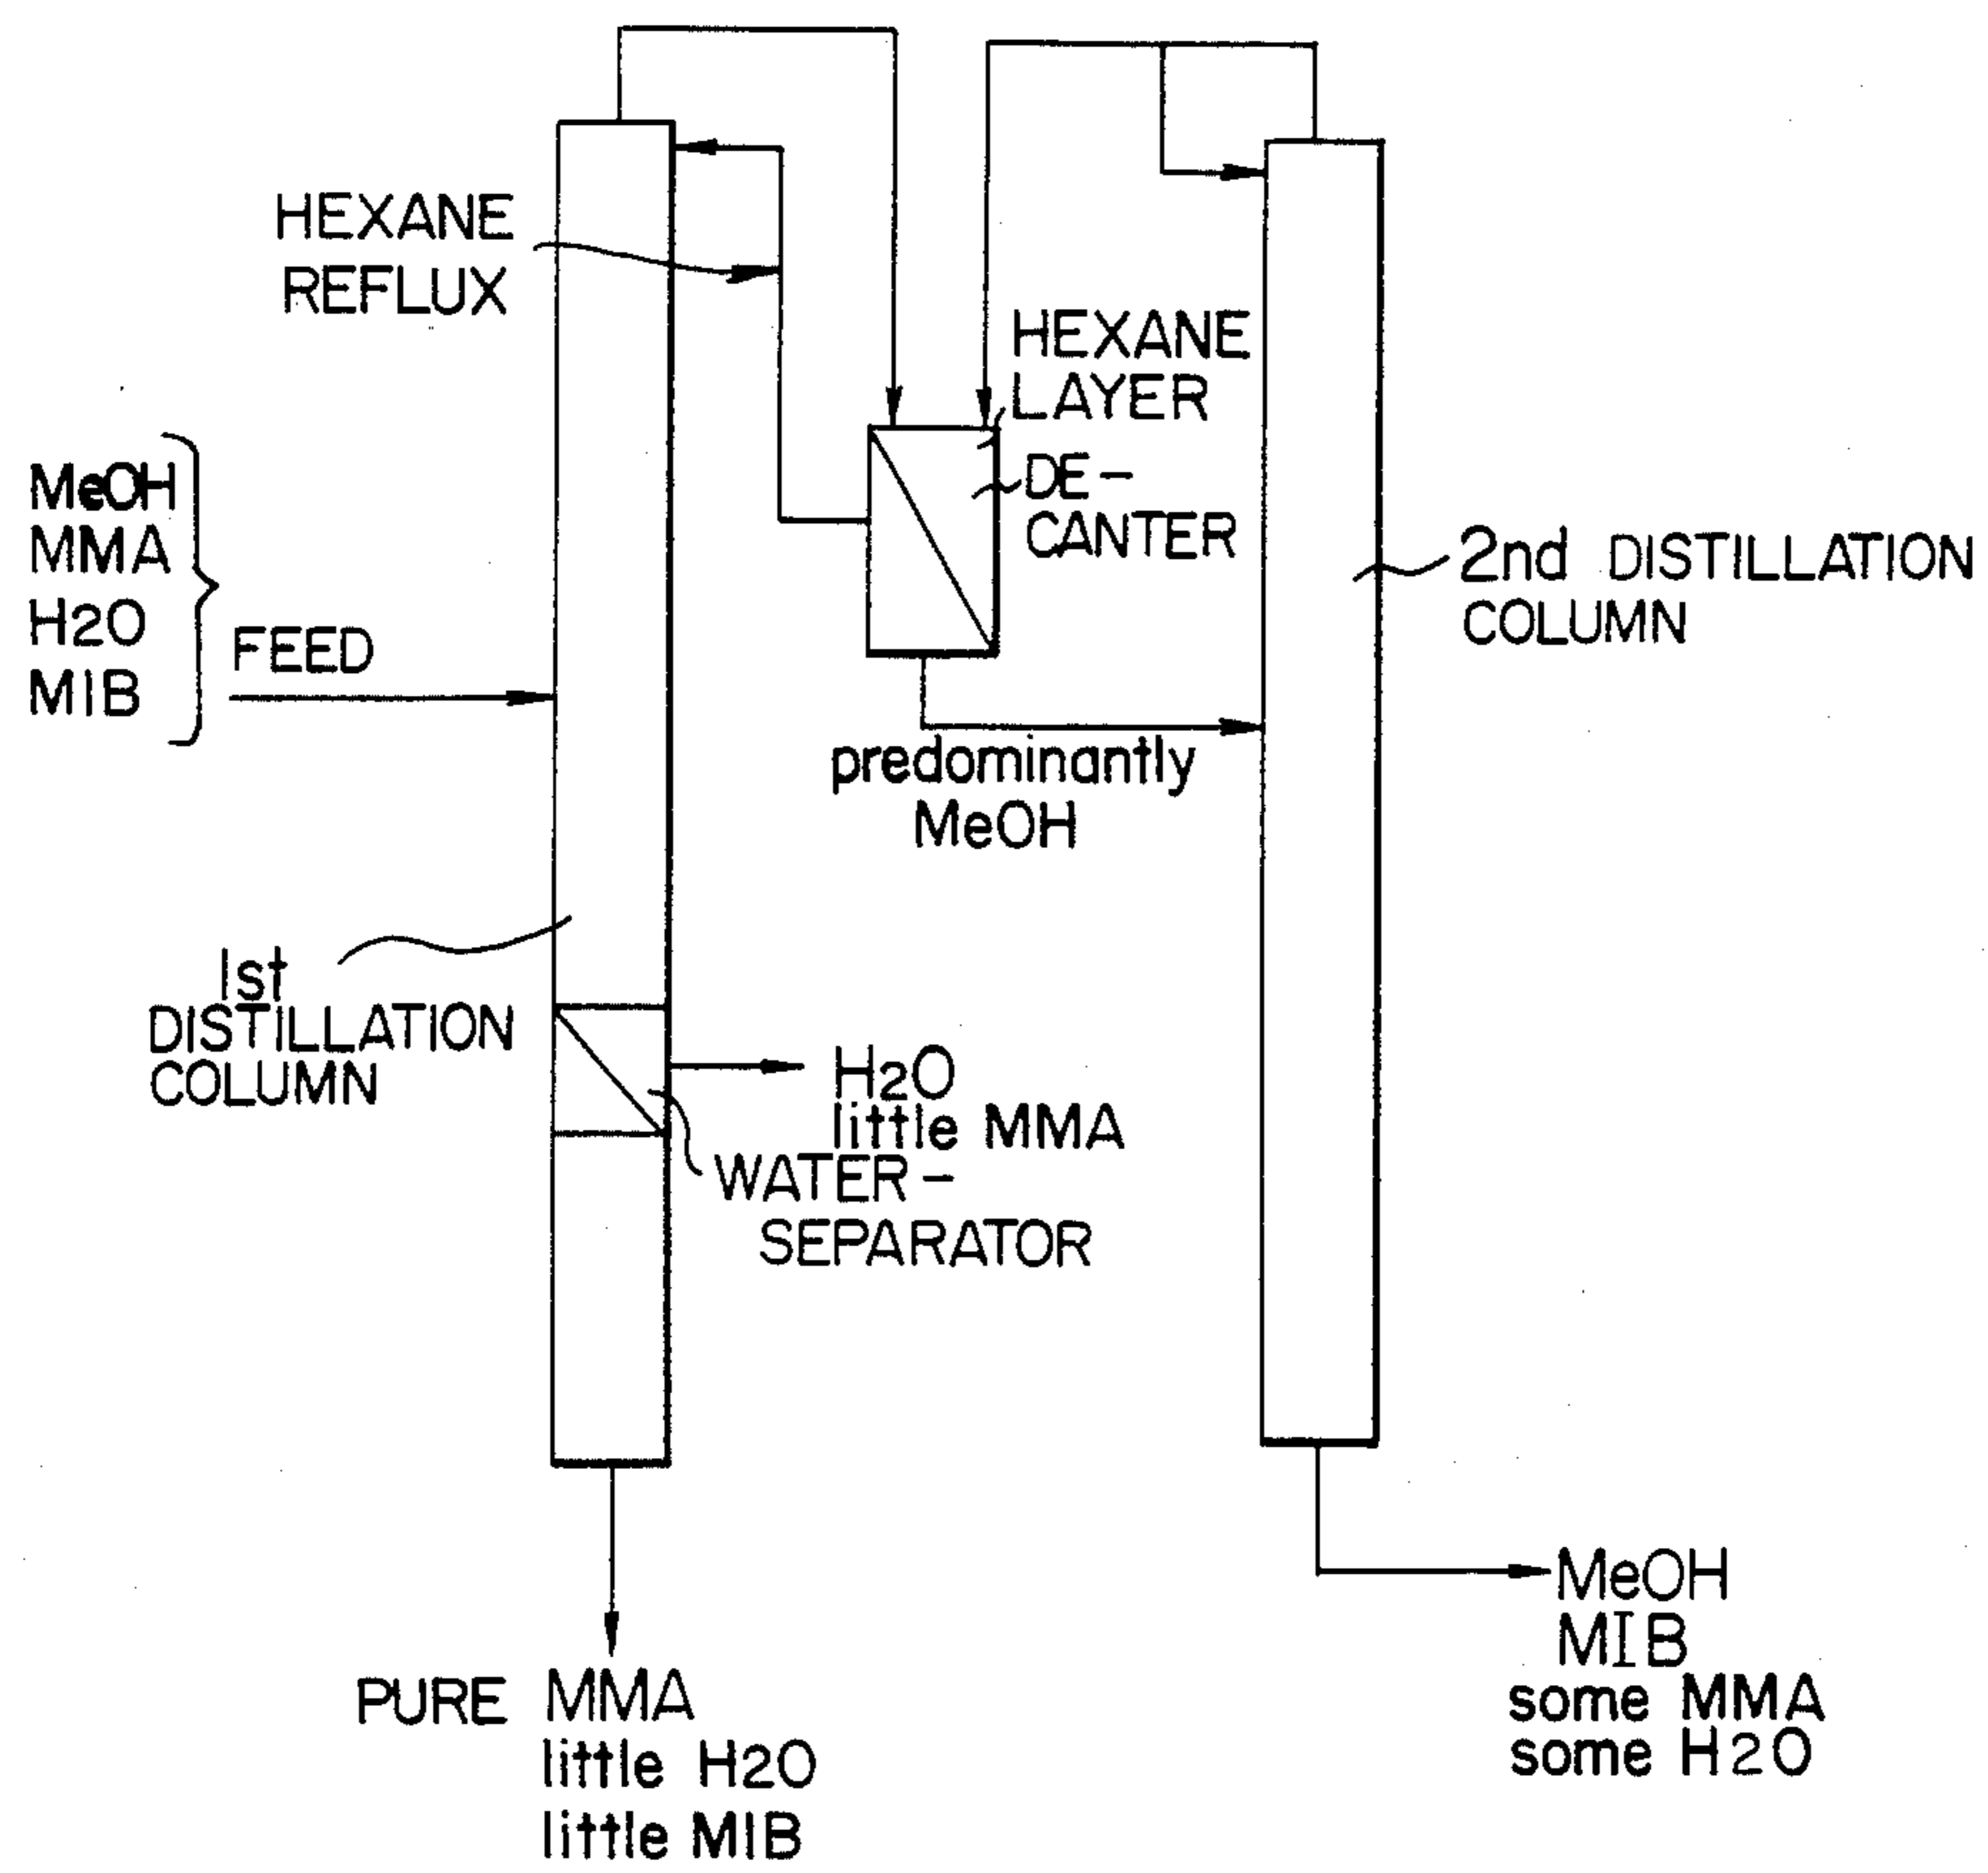 HEXANE
REFLUX
HEXANE
LAYER
DE-
CANTER
MeOH
MMA
H2O
MIB
FEED
2nd DISTILLATION
COLUMN
predominantly
MeOH
1st
DISTILLATION
COLUMN
H2O
little MMA
WATER-
SEPARATOR
PURE MMA
little H2O
little MIB
MeOH
MIB
some MMA
some H2O